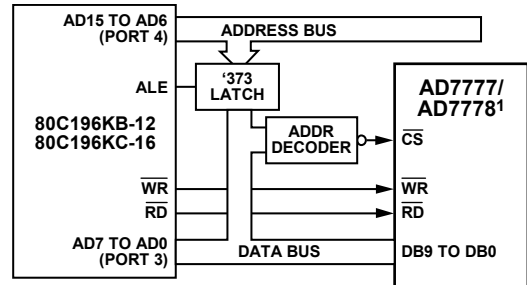 AD15 TO AD6
(PORT 4)
ADDRESS BUS
ALE
‘373
LATCH
AD7777/
AD7778¹
80C196KB-12
80C196KC-16
ADDR
DECODER
CS
WR
WR
RD
RD
AD7 TO AD0
(PORT 3)
DATA BUS
DB9 TO DB0